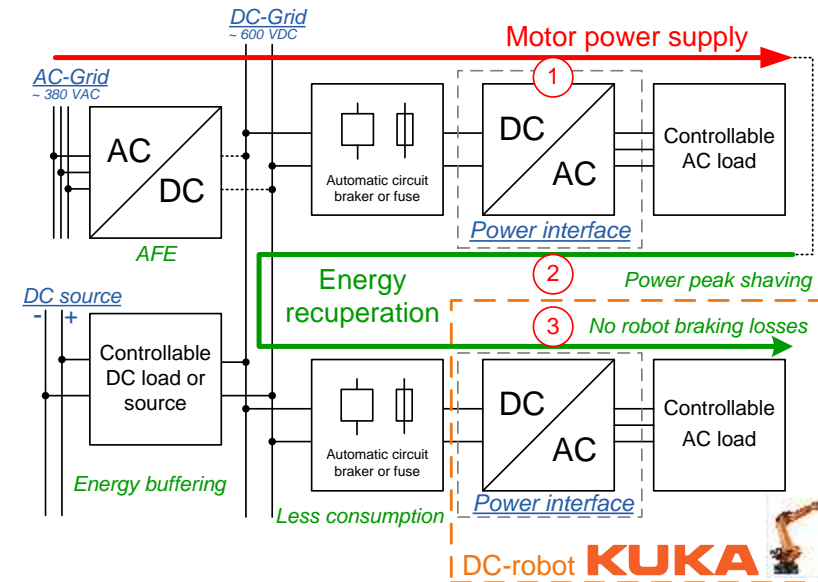 DC-Grid
~ 600 VDC
Motor power supply
AC-Grid
~ 380 VAC
1
AC
DC
AFE
Automatic circuit
braker or fuse
DC
AC
Power interface
Controllable
AC load
Energy
recuperation
2
Power peak shaving
3
No robot braking losses
DC source
- +
Controllable
DC load or
source
Energy buffering
Automatic circuit
braker or fuse
Less consumption
DC
AC
Power interface
Controllable
AC load
DC-robot KUKA